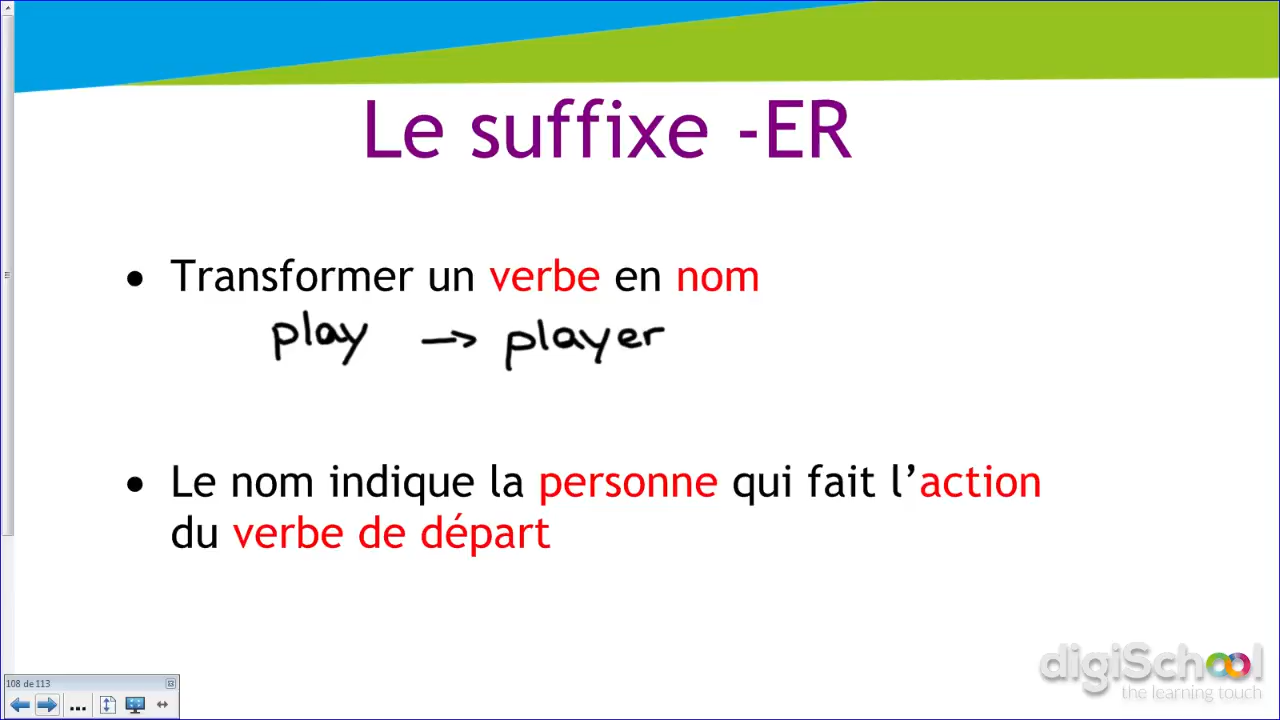 Le suffixe -ER
• Transformer un verbe en nom
play → player
• Le nom indique la personne qui fait l’action
du verbe de départ
digiSchool
the learning touch
108 de 113
...